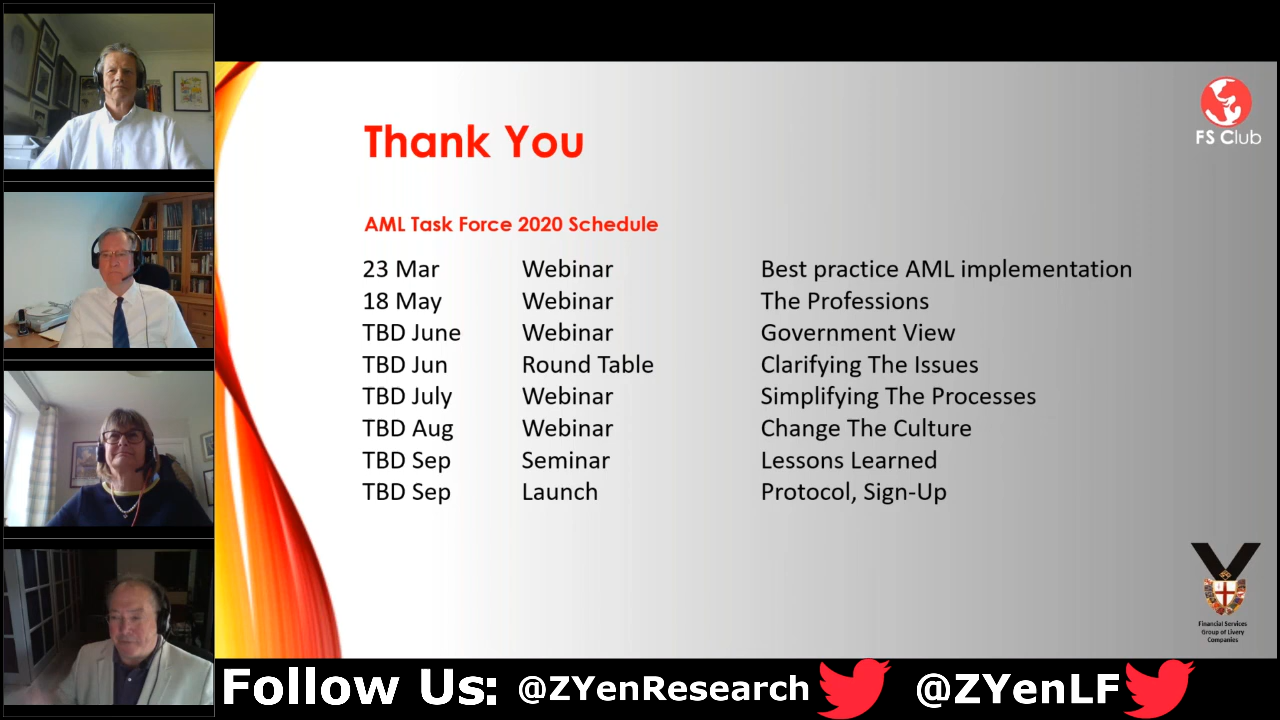 Thank You
FS Club
AML Task Force 2020 Schedule
23 Mar Webinar Best practice AML implementation
18 May Webinar The Professions
TBD June Webinar Government View
TBD Jun Round Table Clarifying The Issues
TBD July Webinar Simplifying The Processes
TBD Aug Webinar Change The Culture
TBD Sep Seminar Lessons Learned
TBD Sep Launch Protocol, Sign-Up
Financial Services
Group of Livery
Companies
Follow Us: @ZYenResearch @ZYenLF